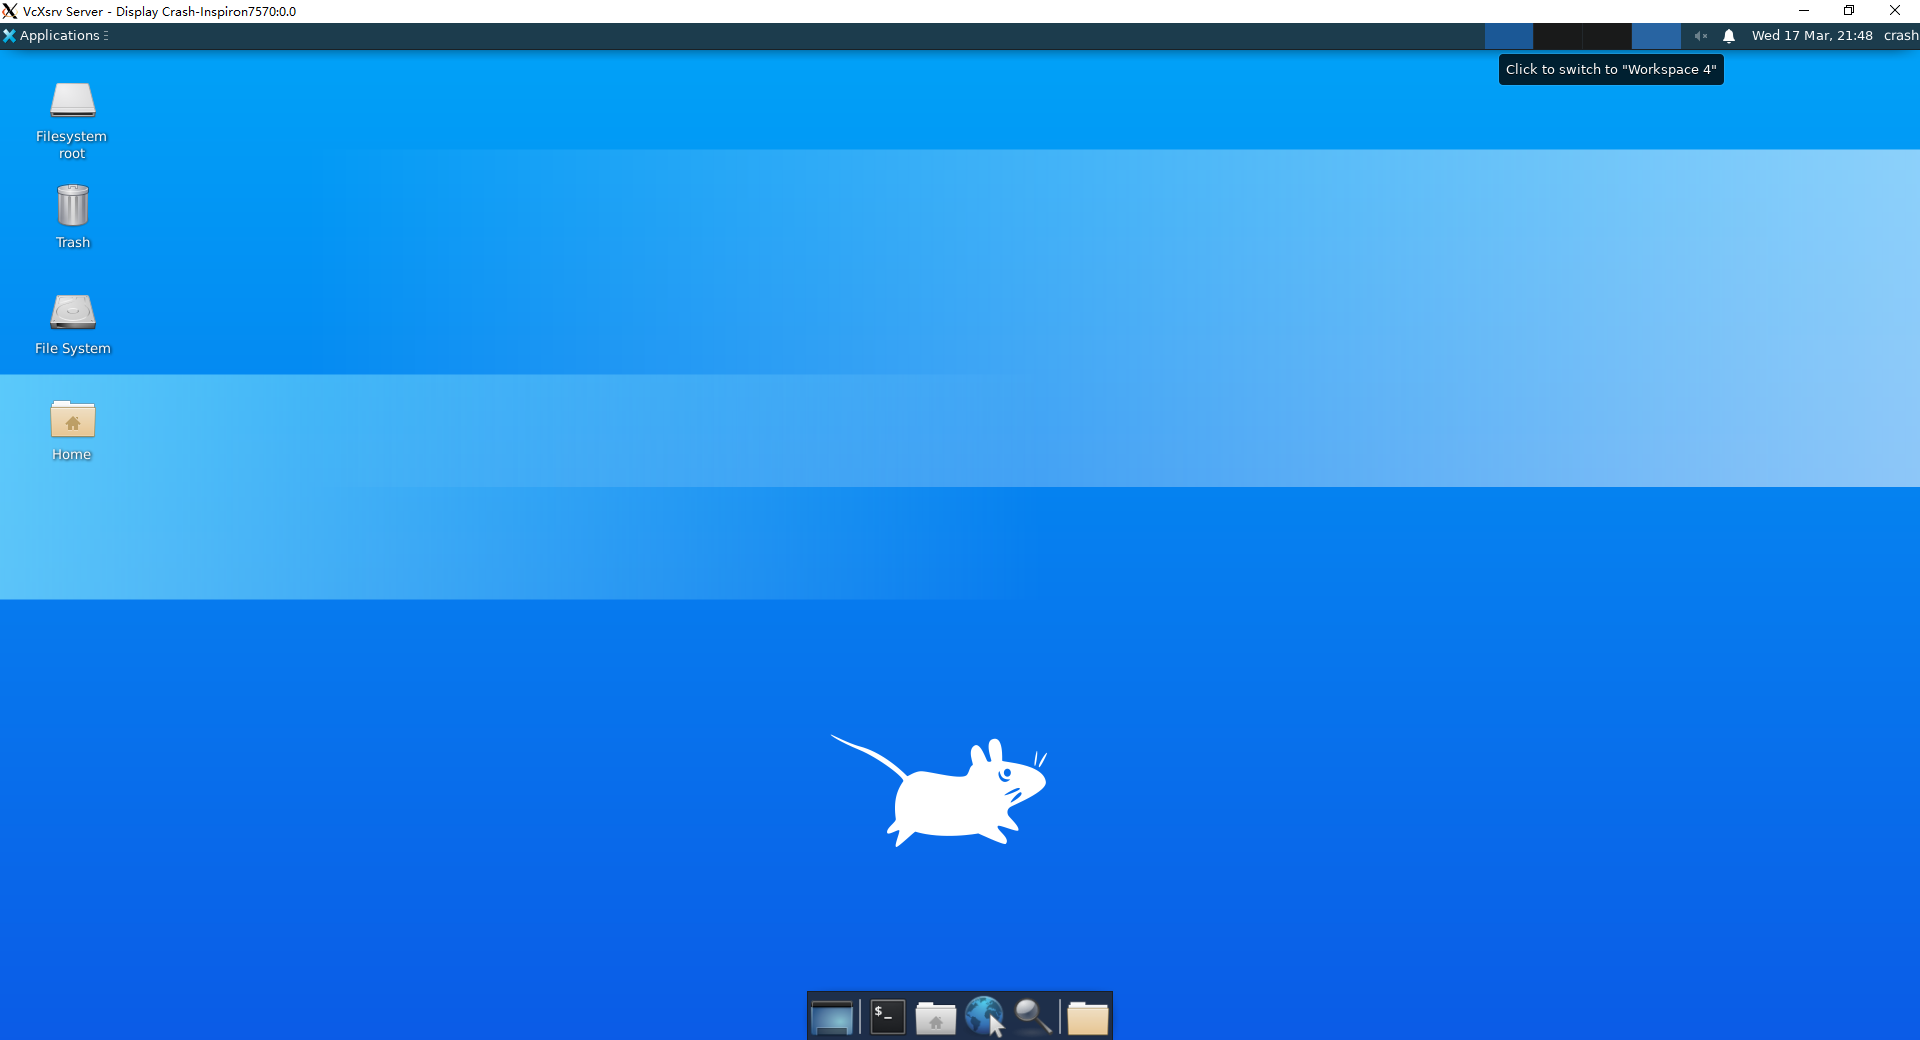 VcXsrv Server - Display Crash-Inspiron7570:0.0
Applications
Wed 17 Mar, 21:48
crash
Click to switch to "Workspace 4"
Filesystem
root
Trash
File System
Home
$_